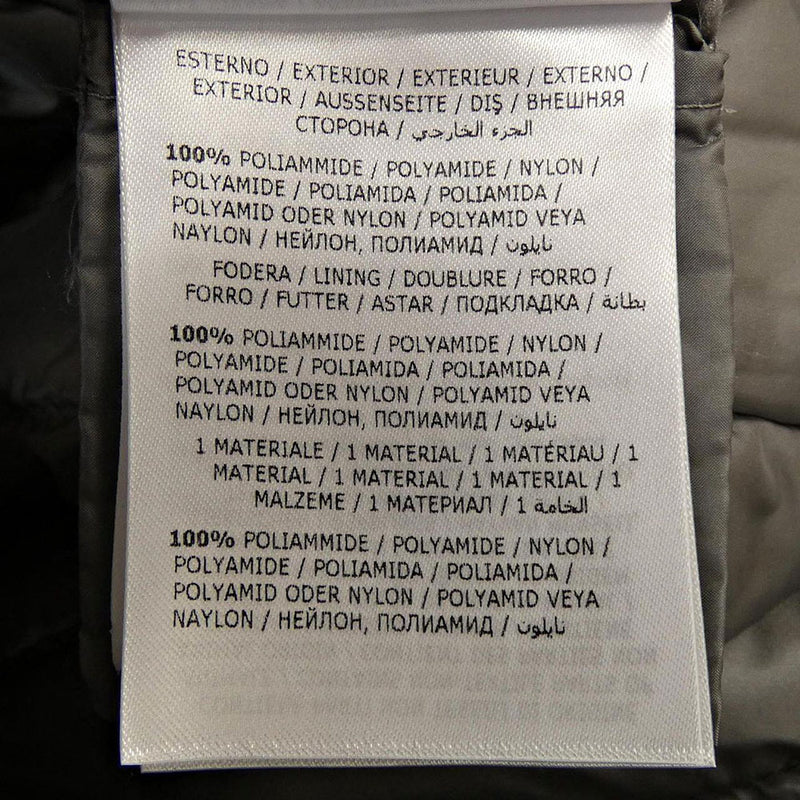 ESTERNO / EXTERIOR / EXTERIEUR / EXTERNO /
EXTERIOR / AUSSENSEITE / DIŞ / ВНЕШНЯЯ
СТОРОНА / الجزء الخارجي
100% POLIAMMIDE / POLYAMIDE / NYLON /
POLYAMIDE / POLIAMIDA / POLIAMIDA /
POLYAMID ODER NYLON / POLYAMID VEYA
NAYLON / НЕЙЛОН, ПОЛИАМИД / نايلون
FODERA / LINING / DOUBLURE / FORRO /
FORRO / FUTTER / ASTAR / ПОДКЛАДКА / بطانة
100% POLIAMMIDE / POLYAMIDE / NYLON /
POLYAMIDE / POLIAMIDA / POLIAMIDA /
POLYAMID ODER NYLON / POLYAMID VEYA
NAYLON / НЕЙЛОН, ПОЛИАМИД / نايلون
1 MATERIALE / 1 MATERIAL / 1 MATÉRIAU / 1
MATERIAL / 1 MATERIAL / 1 MATERIAL / 1
MALZEME / 1 МАТЕРИАЛ / 1 الخامة
100% POLIAMMIDE / POLYAMIDE / NYLON /
POLYAMIDE / POLIAMIDA / POLIAMIDA /
POLYAMID ODER NYLON / POLYAMID VEYA
NAYLON / НЕЙЛОН, ПОЛИАМИД / نايلون